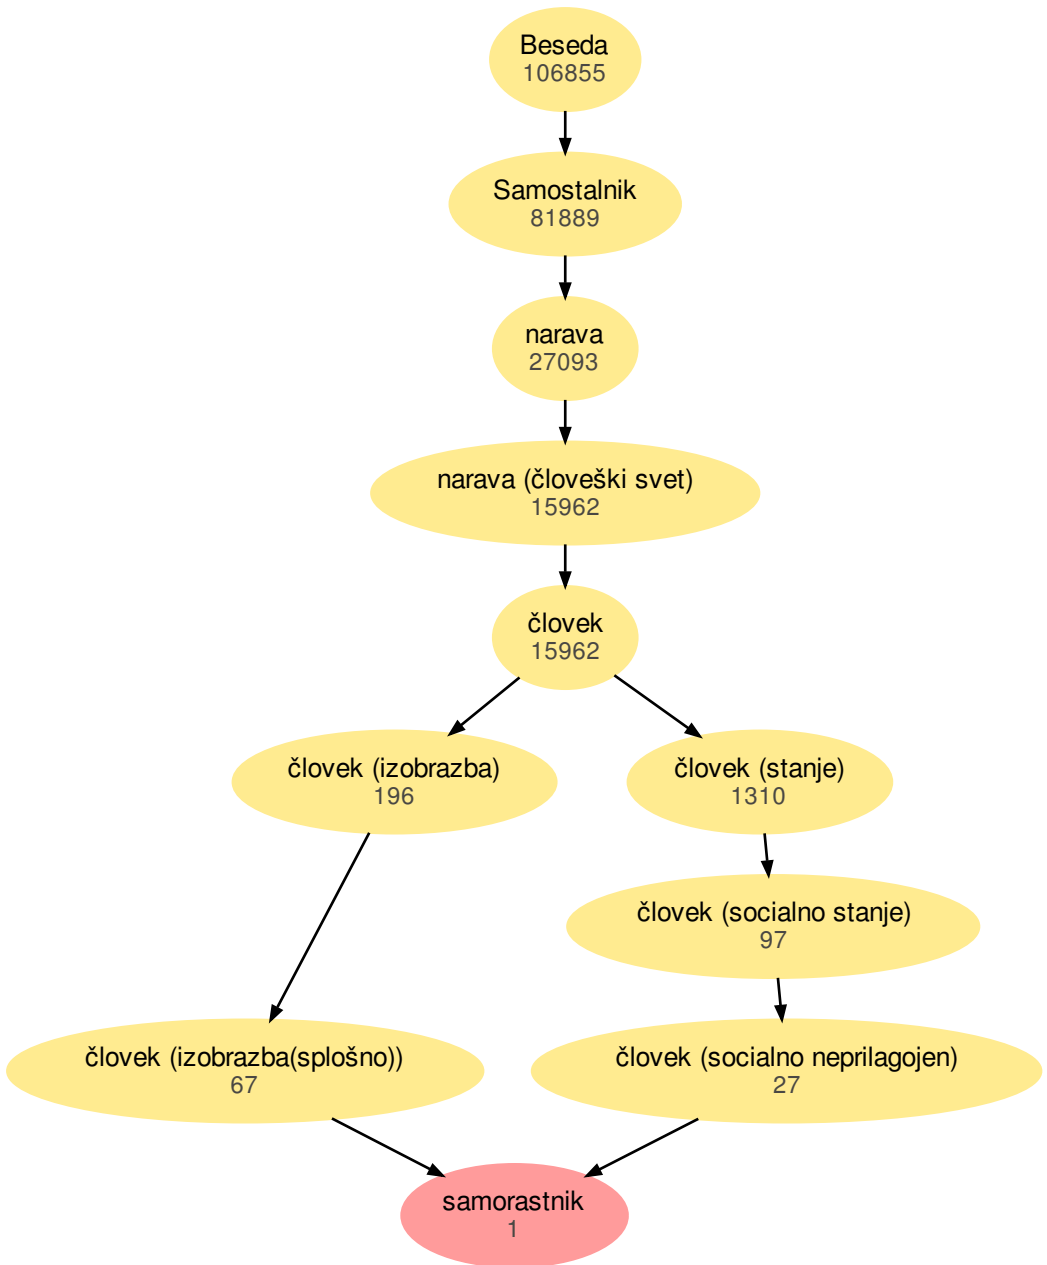 Beseda
106855
Samostalnik
81889
narava
27093
narava (človeški svet)
15962
človek
15962
človek (izobrazba)
196
človek (stanje)
1310
človek (socialno stanje)
97
človek (izobrazba(splošno))
67
človek (socialno neprilagojen)
27
samorastnik
1